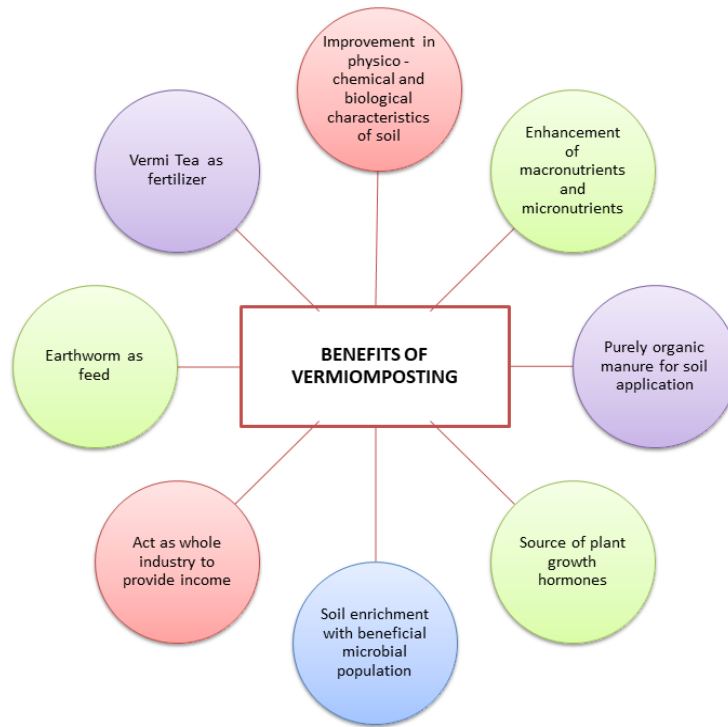 Improvement in
physico -
chemical and
biological
characteristics
of soil
Enhancement
of
macronutrients
and
micronutrients
Purely organic
manure for soil
application
Source of plant
growth
hormones
Soil enrichment
with beneficial
microbial
population
Act as whole
industry to
provide income
Earthworm as
feed
Vermi Tea as
fertilizer
BENEFITS OF
VERMIOMPOSTING